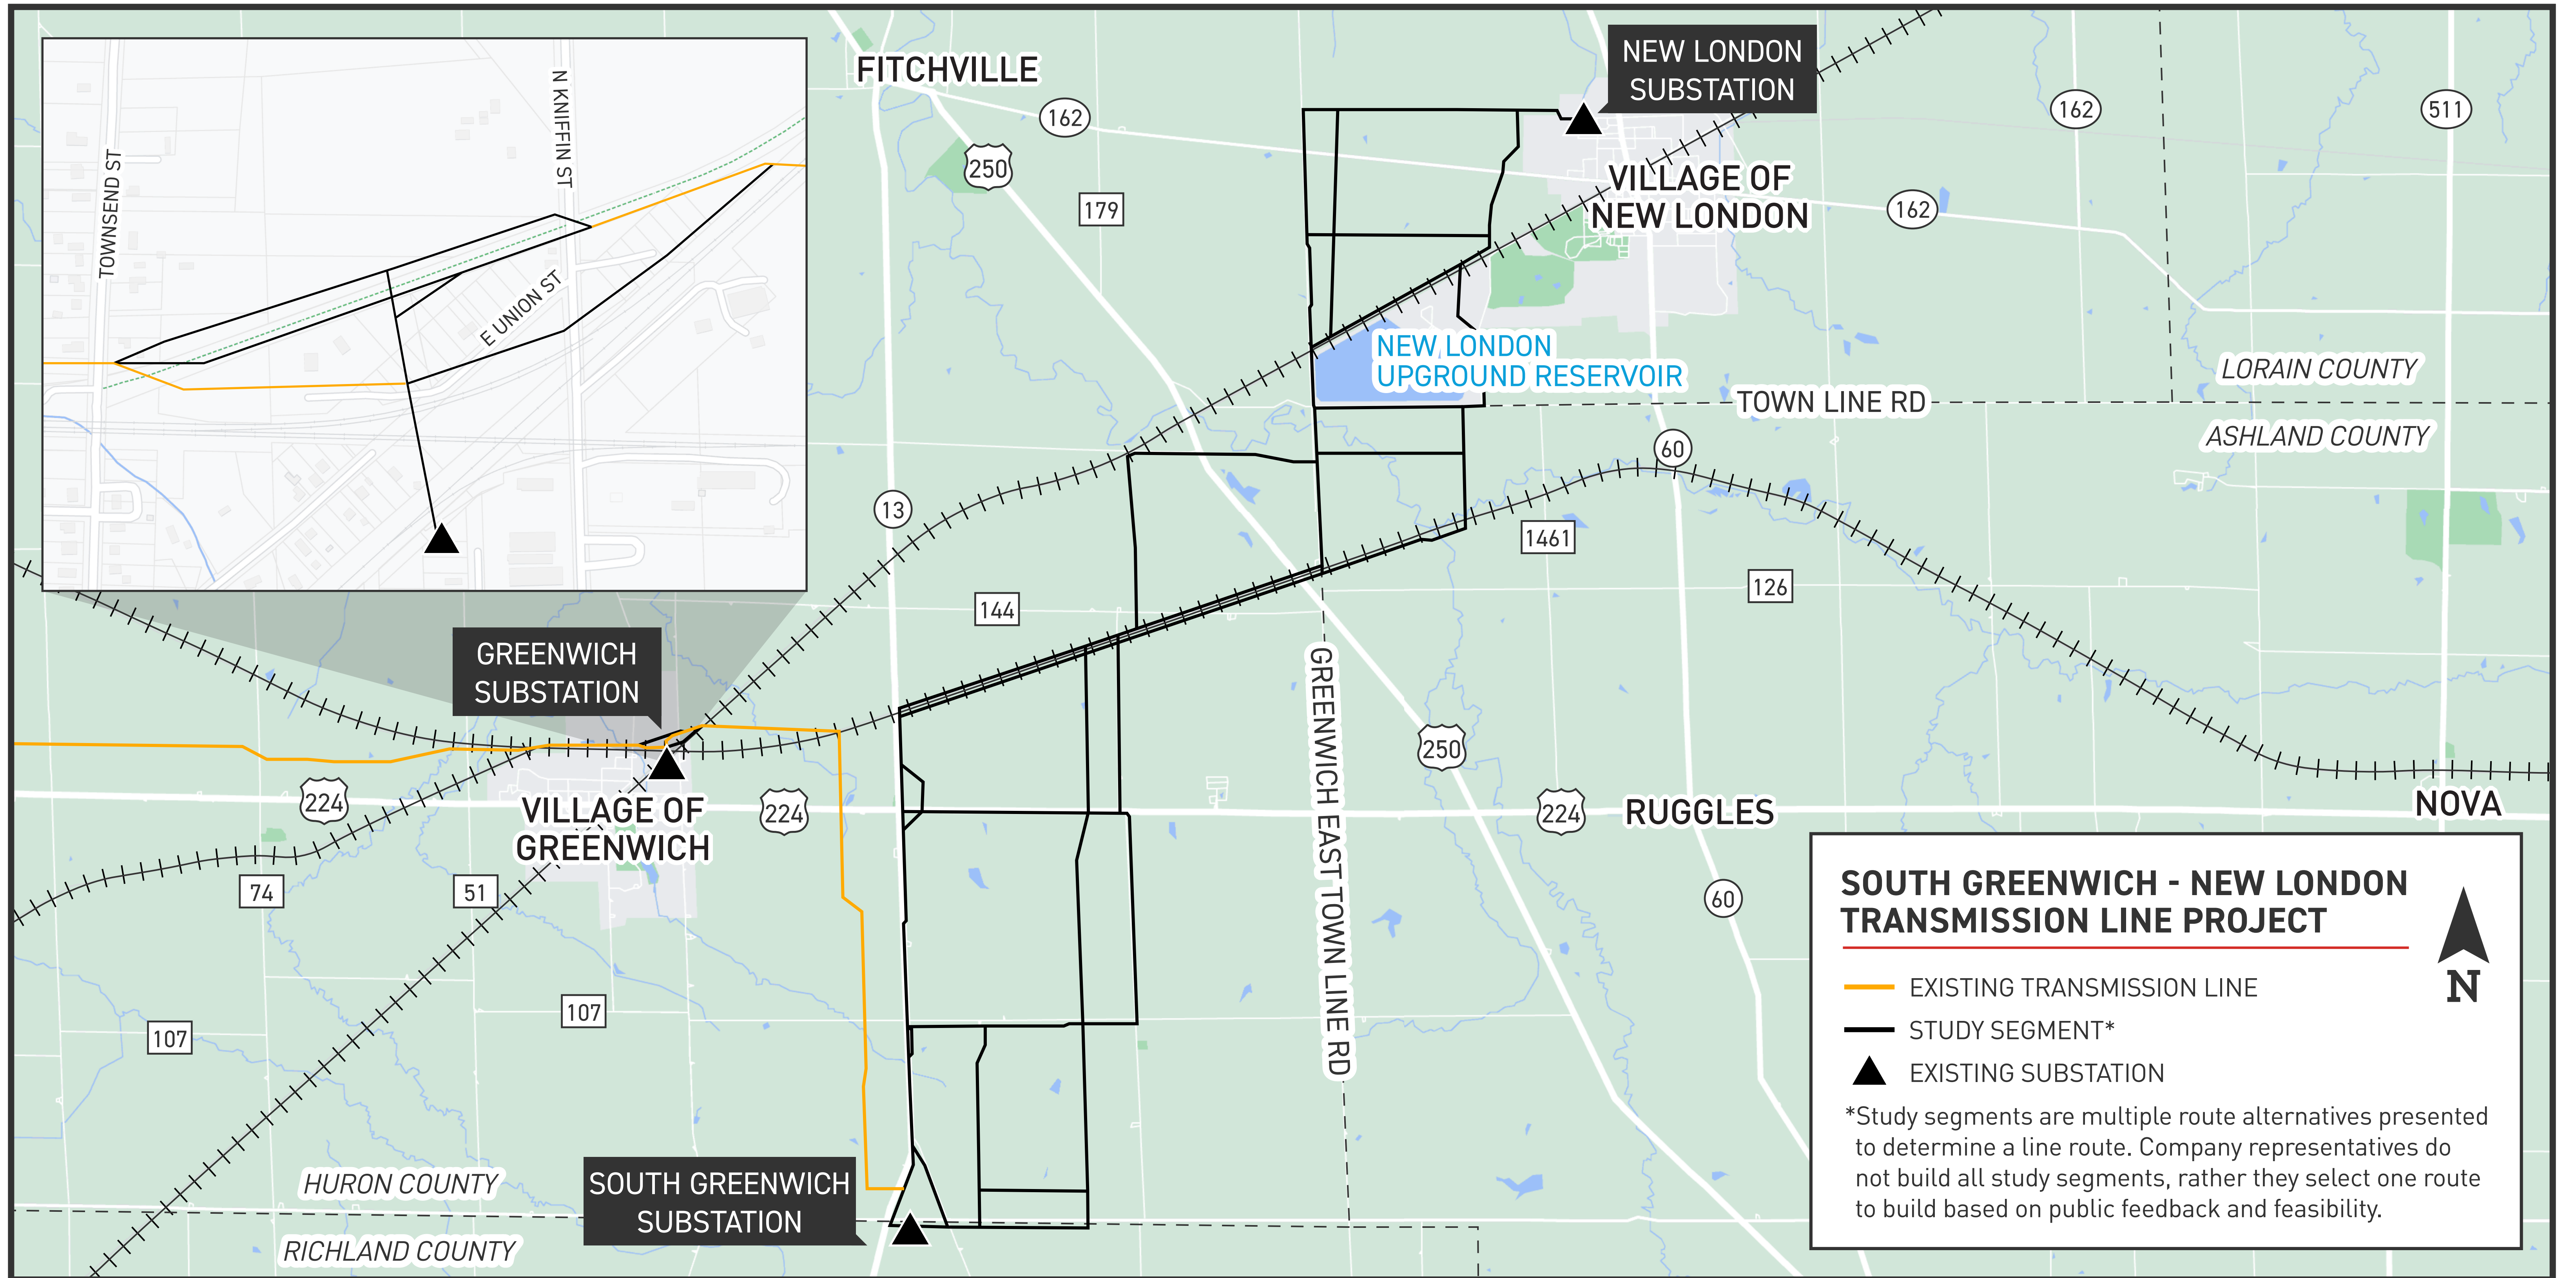 TOWNSEND ST
N KNIFFIN ST
E UNION ST
FITCHVILLE
162
250
179
NEW LONDON
SUBSTATION
VILLAGE OF
NEW LONDON
162
162
511
NEW LONDON
UPGROUND RESERVOIR
LORAIN COUNTY
TOWN LINE RD
ASHLAND COUNTY
60
13
1461
126
144
GREENWICH
SUBSTATION
GREENWICH EAST TOWN LINE RD
250
224
VILLAGE OF
GREENWICH
224
224
RUGGLES
NOVA
74
51
60
107
107
HURON COUNTY
RICHLAND COUNTY
SOUTH GREENWICH
SUBSTATION
SOUTH GREENWICH - NEW LONDON
TRANSMISSION LINE PROJECT
N
EXISTING TRANSMISSION LINE
STUDY SEGMENT*
EXISTING SUBSTATION
*Study segments are multiple route alternatives presented
to determine a line route. Company representatives do
not build all study segments, rather they select one route
to build based on public feedback and feasibility.